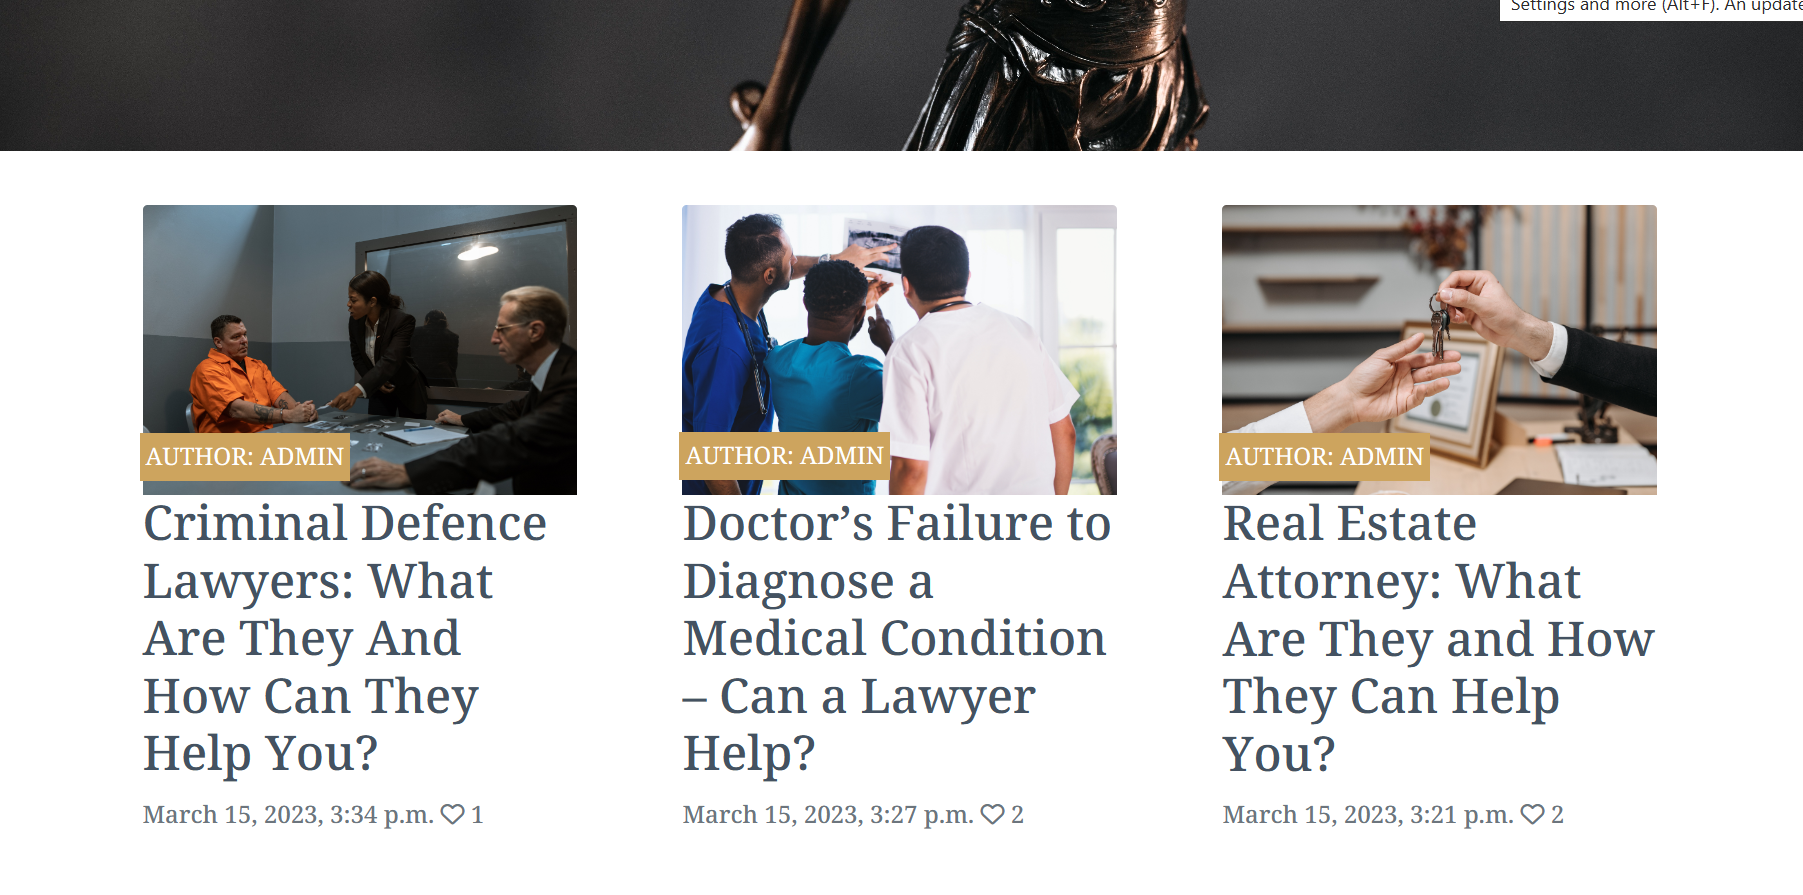 Settings and more (Alt+F). An update
AUTHOR: ADMIN
Criminal Defence
Lawyers: What
Are They And
How Can They
Help You?
March 15, 2023, 3:34 p.m. 1
AUTHOR: ADMIN
Doctor’s Failure to
Diagnose a
Medical Condition
– Can a Lawyer
Help?
March 15, 2023, 3:27 p.m. 2
AUTHOR: ADMIN
Real Estate
Attorney: What
Are They and How
They Can Help
You?
March 15, 2023, 3:21 p.m. 2